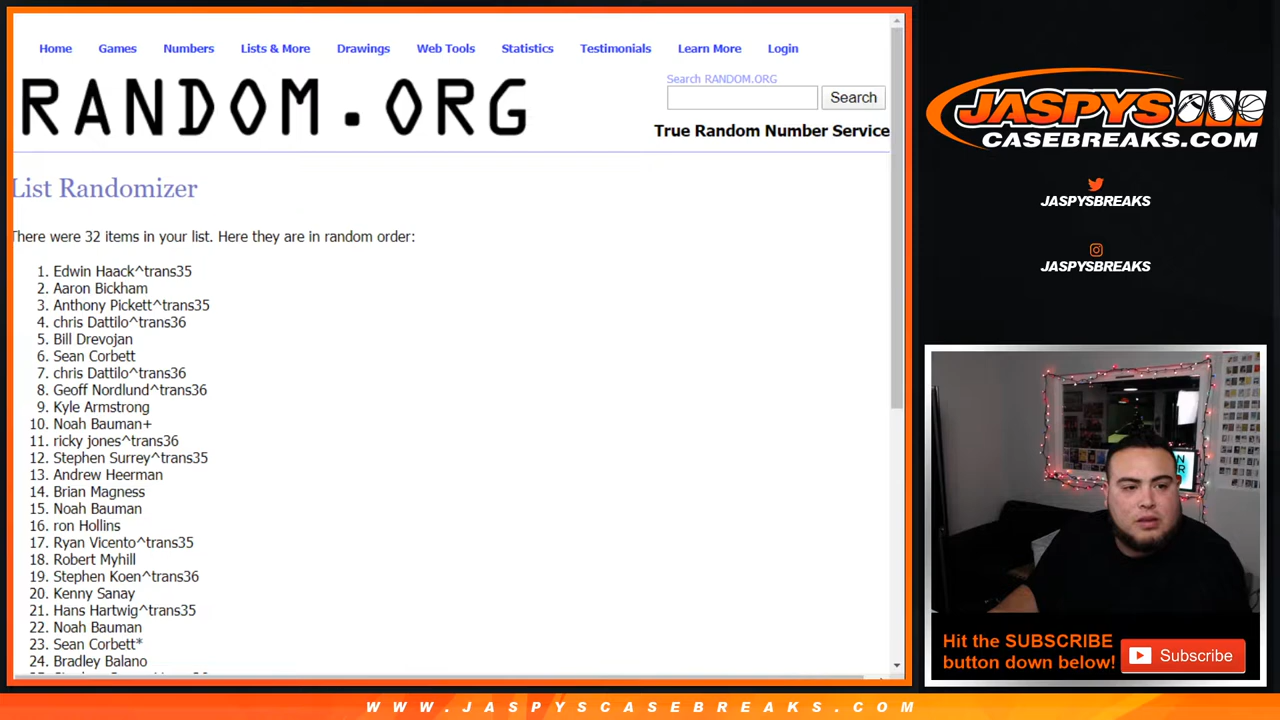 Home Games Numbers Lists & More Drawings Web Tools Statistics Testimonials Learn More Login
RANDOM.ORG
Search RANDOM.ORG
Search
True Random Number Service
List Randomizer
There were 32 items in your list. Here they are in random order:
1. Edwin Haack^trans35
2. Aaron Bickham
3. Anthony Pickett^trans35
4. chris Dattilo^trans36
5. Bill Drevojan
6. Sean Corbett
7. chris Dattilo^trans36
8. Geoff Nordlund^trans36
9. Kyle Armstrong
10. Noah Bauman+
11. ricky jones^trans36
12. Stephen Surrey^trans35
13. Andrew Heerman
14. Brian Magness
15. Noah Bauman
16. ron Hollins
17. Ryan Vicento^trans35
18. Robert Myhill
19. Stephen Koen^trans36
20. Kenny Sanay
21. Hans Hartwig^trans35
22. Noah Bauman
23. Sean Corbett*
24. Bradley Balano
JASPYS
CASEBREAKS.COM
JASPYSBREAKS
JASPYSBREAKS
Hit the SUBSCRIBE
button down below!
Subscribe
WWW.JASPYSCASEBREAKS.COM